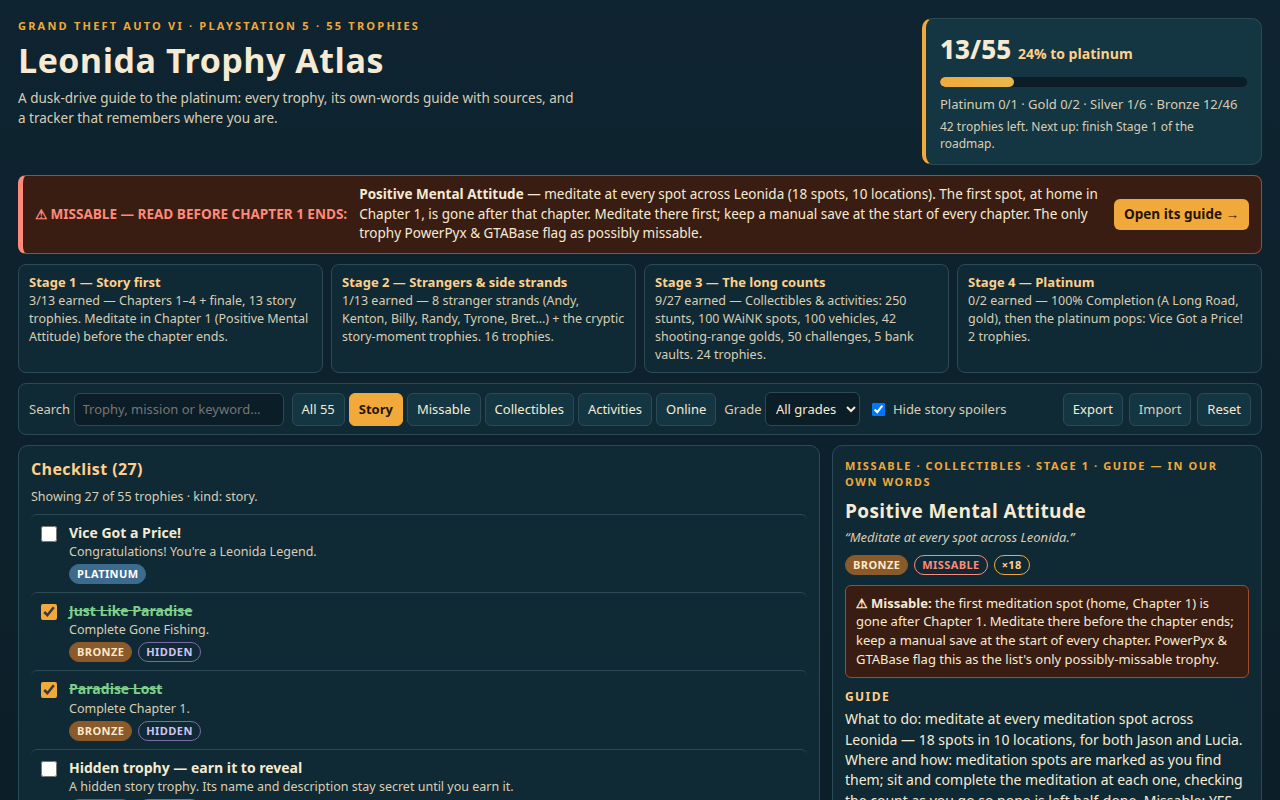 GRAND THEFT AUTO VI · PLAYSTATION 5 · 55 TROPHIES
Leonida Trophy Atlas
A dusk-drive guide to the platinum: every trophy, its own-words guide with sources, and
a tracker that remembers where you are.
13/55 24% to platinum
Platinum 0/1 · Gold 0/2 · Silver 1/6 · Bronze 12/46
42 trophies left. Next up: finish Stage 1 of the
roadmap.
⚠ MISSABLE — READ BEFORE CHAPTER 1 ENDS:
Positive Mental Attitude — meditate at every spot across Leonida (18 spots, 10 locations). The first spot, at home in
Chapter 1, is gone after that chapter. Meditate there first; keep a manual save at the start of every chapter. The only
trophy PowerPyx & GTABase flag as possibly missable.
Open its guide →
Stage 1 — Story first
3/13 earned — Chapters 1–4 + finale, 13 story
trophies. Meditate in Chapter 1 (Positive Mental
Attitude) before the chapter ends.
Stage 2 — Strangers & side strands
1/13 earned — 8 stranger strands (Andy,
Kenton, Billy, Randy, Tyrone, Bret…) + the cryptic
story-moment trophies. 16 trophies.
Stage 3 — The long counts
9/27 earned — Collectibles & activities: 250
stunts, 100 WAiNK spots, 100 vehicles, 42
shooting-range golds, 50 challenges, 5 bank
vaults. 24 trophies.
Stage 4 — Platinum
0/2 earned — 100% Completion (A Long Road,
gold), then the platinum pops: Vice Got a Price!
2 trophies.
Search Trophy, mission or keyword… All 55 Story Missable Collectibles Activities Online Grade All grades Hide story spoilers Export Import Reset
Checklist (27)
Showing 27 of 55 trophies · kind: story.
Vice Got a Price!
Congratulations! You're a Leonida Legend.
PLATINUM
Just Like Paradise
Complete Gone Fishing.
BRONZE HIDDEN
Paradise Lost
Complete Chapter 1.
BRONZE HIDDEN
Hidden trophy — earn it to reveal
A hidden story trophy. Its name and description stay secret until you earn it.
MISSABLE · COLLECTIBLES · STAGE 1 · GUIDE — IN OUR
OWN WORDS
Positive Mental Attitude
“Meditate at every spot across Leonida.”
BRONZE MISSABLE ×18
⚠ Missable: the first meditation spot (home, Chapter 1) is
gone after Chapter 1. Meditate there before the chapter ends;
keep a manual save at the start of every chapter. PowerPyx &
GTABase flag this as the list's only possibly-missable trophy.
GUIDE
What to do: meditate at every meditation spot across
Leonida — 18 spots in 10 locations, for both Jason and Lucia.
Where and how: meditation spots are marked as you find
them; sit and complete the meditation at each one, checking
the count as you go so none is left half-done. Missable: YES